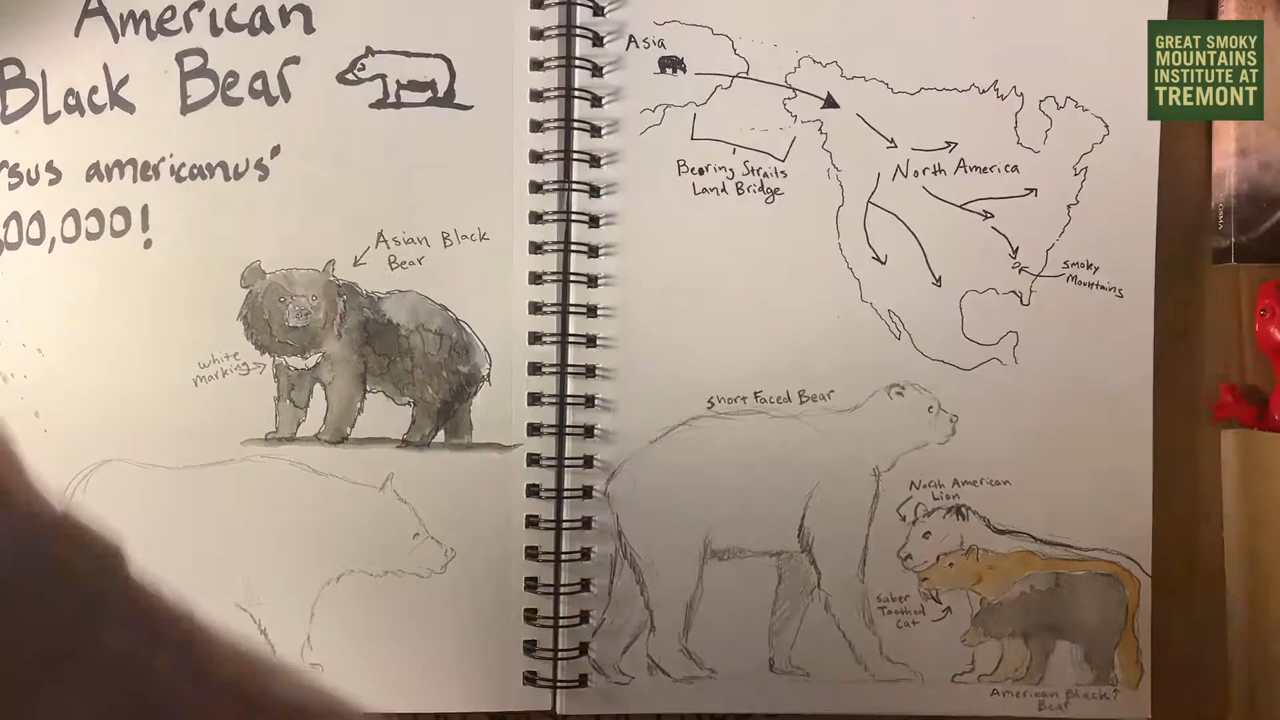 American
Black Bear
rsus americanus"
00,000!
Asian Black
Bear
White
Marking
Asia
Bearing Straits
Land Bridge
North America
Smoky
Mountains
Short Faced Bear
North American
Lion
Saber
Toothed
Cat
American Black
Bear
GREAT SMOKY
MOUNTAINS
INSTITUTE AT
TREMONT